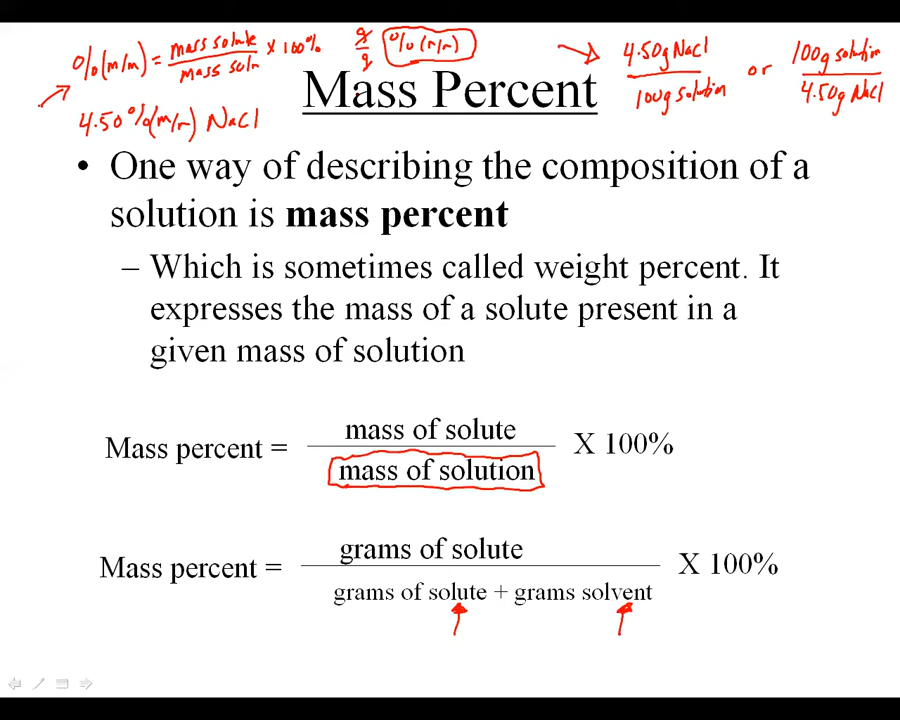 %(m/m) = mass solute / mass soln × 100% g/g %(m/m) 4.50g NaCl / 100g solution or 100g solution / 4.50g NaCl
4.50%(m/m) NaCl
Mass Percent
• One way of describing the composition of a
solution is mass percent
– Which is sometimes called weight percent. It
expresses the mass of a solute present in a
given mass of solution
mass of solute
Mass percent = X 100%
mass of solution
grams of solute
Mass percent = X 100%
grams of solute + grams solvent